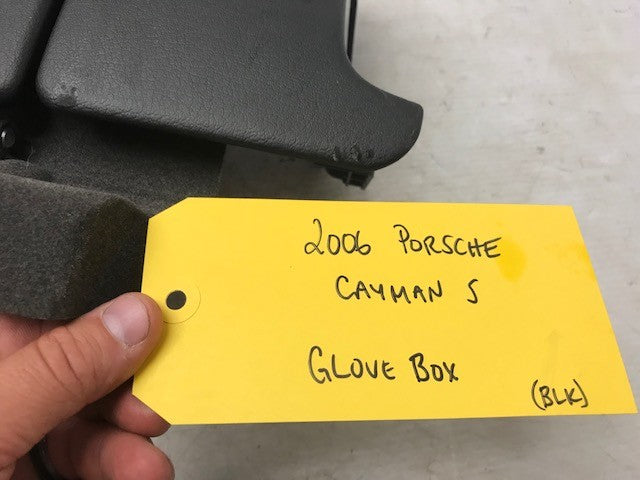 2006 PORSCHE
CAYMAN S
GLOVE BOX
(BLK)